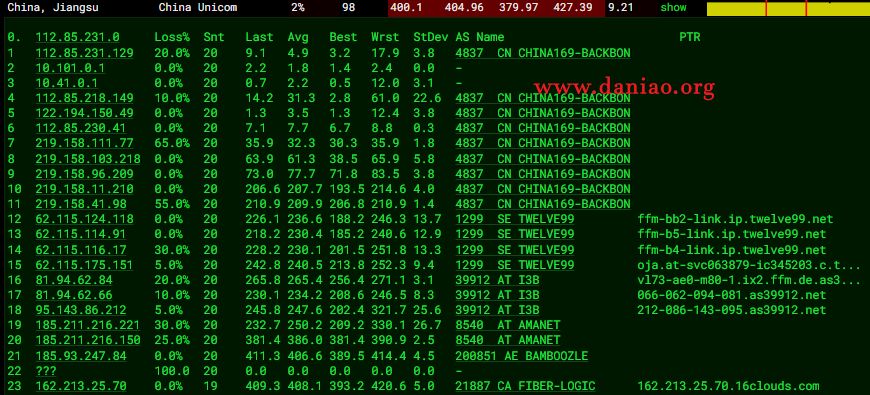 China, Jiangsu China Unicom 2% 98 400.1 404.96 379.97 427.39 9.21 show
0. 112.85.231.0 Loss% Snt Last Avg Best Wrst StDev AS Name PTR
1 112.85.231.129 20.0% 20 9.1 4.9 3.2 17.9 3.8 4837 CN CHINA169-BACKBON
2 10.101.0.1 0.0% 20 2.2 1.8 1.4 2.4 0.0 -
3 10.41.0.1 0.0% 20 0.7 2.2 0.5 12.0 3.1 -
www.daniao.org
4 112.85.218.149 10.0% 20 14.2 31.3 2.8 61.0 22.6 4837 CN CHINA169-BACKBON
5 122.194.150.49 0.0% 20 1.3 3.5 1.3 12.4 3.8 4837 CN CHINA169-BACKBON
6 112.85.230.41 0.0% 20 7.1 7.7 6.7 8.8 0.3 4837 CN CHINA169-BACKBON
7 219.158.111.77 65.0% 20 35.9 32.3 30.3 35.9 1.8 4837 CN CHINA169-BACKBON
8 219.158.103.218 0.0% 20 63.9 61.3 38.5 65.9 5.8 4837 CN CHINA169-BACKBON
9 219.158.96.209 0.0% 20 73.0 77.7 71.8 83.5 3.8 4837 CN CHINA169-BACKBON
10 219.158.11.210 0.0% 20 206.6 207.7 193.5 214.6 4.0 4837 CN CHINA169-BACKBON
11 219.158.41.98 55.0% 20 210.9 209.9 206.8 210.9 1.4 4837 CN CHINA169-BACKBON
12 62.115.124.118 0.0% 20 226.1 236.6 188.2 246.3 13.7 1299 SE TWELVE99 ffm-bb2-link.ip.twelve99.net
13 62.115.114.91 0.0% 20 218.2 230.4 185.2 240.6 12.9 1299 SE TWELVE99 ffm-b5-link.ip.twelve99.net
14 62.115.116.17 30.0% 20 228.2 230.1 201.5 251.8 13.3 1299 SE TWELVE99 ffm-b4-link.ip.twelve99.net
15 62.115.175.151 5.0% 20 242.8 240.5 213.8 252.3 9.4 1299 SE TWELVE99 oja.at-svc063879-ic345203.c.t...
16 81.94.62.84 20.0% 20 265.8 265.4 256.4 271.1 3.1 39912 AT I3B vl73-ae0-m80-1.ix2.ffm.de.as3...
17 81.94.62.66 10.0% 20 230.1 234.2 208.6 246.5 8.3 39912 AT I3B 066-062-094-081.as39912.net
18 95.143.86.212 5.0% 20 245.8 247.6 202.4 321.7 25.6 39912 AT I3B 212-086-143-095.as39912.net
19 185.211.216.221 30.0% 20 232.7 250.2 209.2 330.1 26.7 8540 AT AMANET
20 185.211.216.150 25.0% 20 381.4 386.0 381.4 390.9 2.5 8540 AT AMANET
21 185.93.247.84 0.0% 20 411.3 406.6 389.5 414.4 4.5 200851 AE BAMBOOZLE
22 ??? 100.0 20 0.0 0.0 0.0 0.0 0.0 -
23 162.213.25.70 0.0% 19 409.3 408.1 393.2 420.6 5.0 21887 CA FIBER-LOGIC 162.213.25.70.16clouds.com